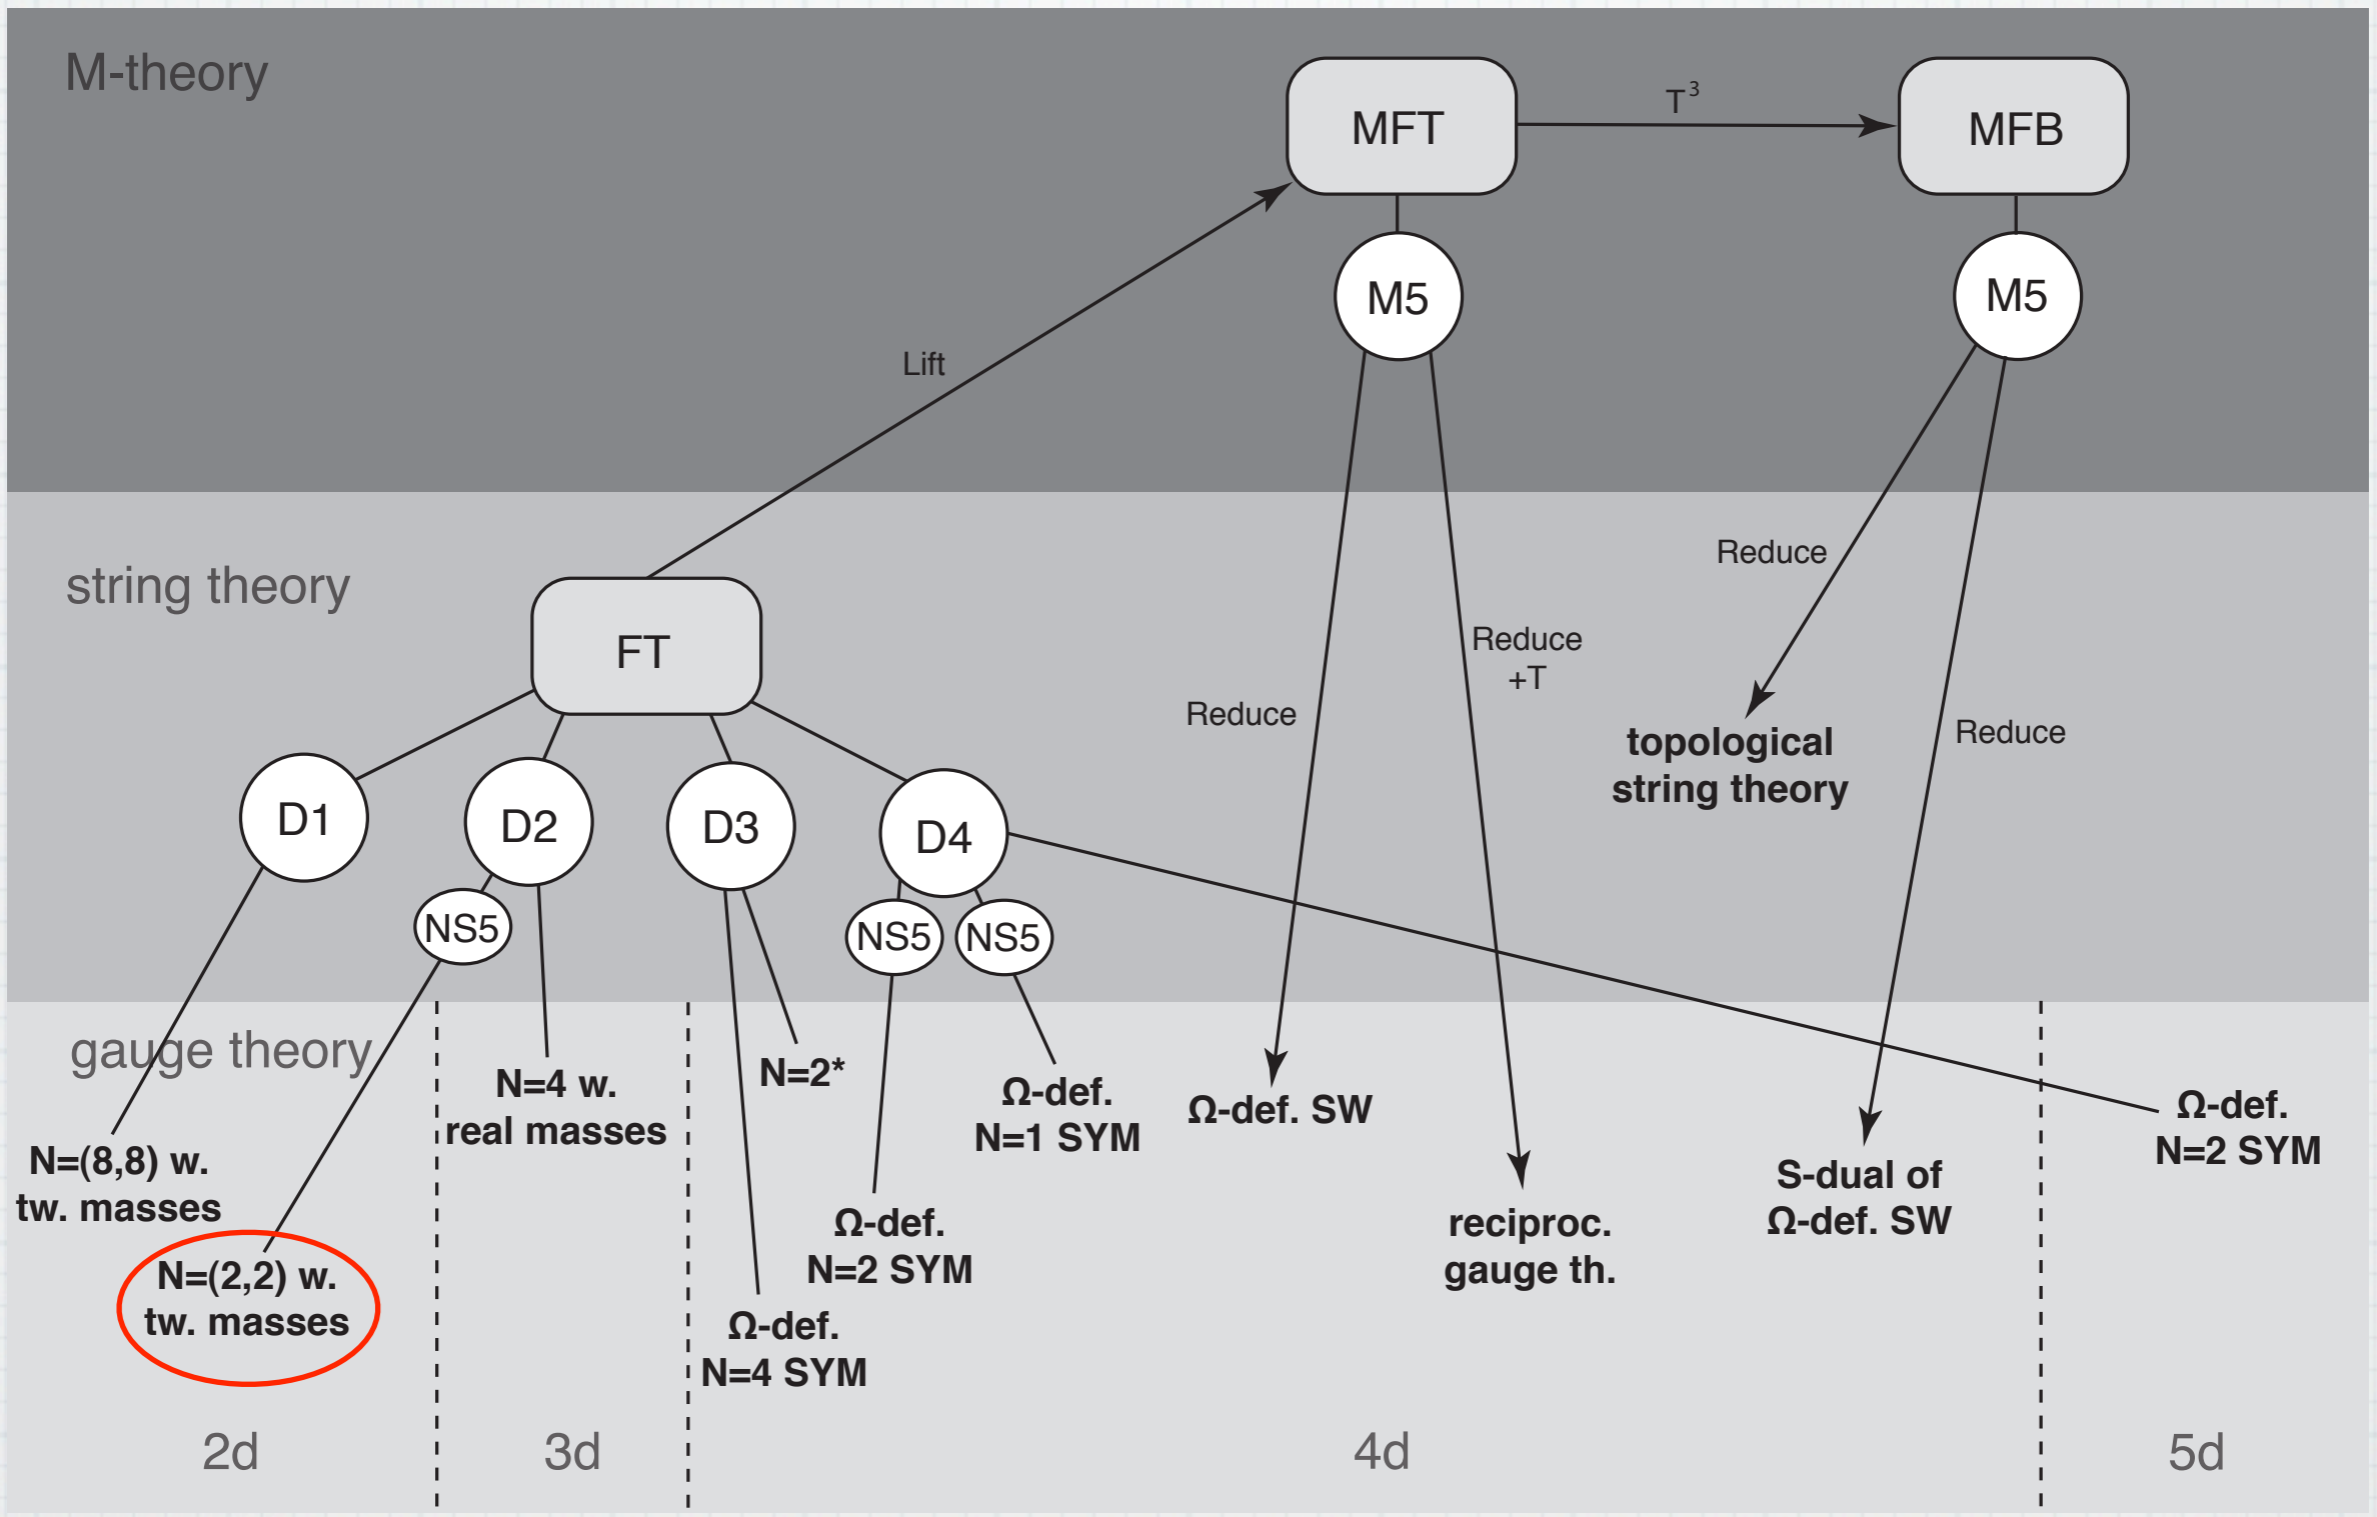 M-theory
MFT
T³
MFB
M5
M5
Lift
string theory
Reduce
FT
Reduce
+T
Reduce
topological
string theory
Reduce
D1
D2
D3
D4
NS5
NS5
NS5
gauge theory
N=(8,8) w.
tw. masses
N=(2,2) w.
tw. masses
N=4 w.
real masses
N=2*
Ω-def.
N=4 SYM
Ω-def.
N=2 SYM
Ω-def.
N=1 SYM
Ω-def. SW
reciproc.
gauge th.
S-dual of
Ω-def. SW
Ω-def.
N=2 SYM
2d
3d
4d
5d